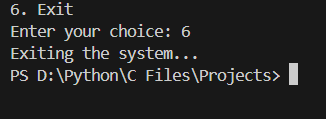 6. Exit
Enter your choice: 6
Exiting the system...
PS D:\Python\C Files\Projects>